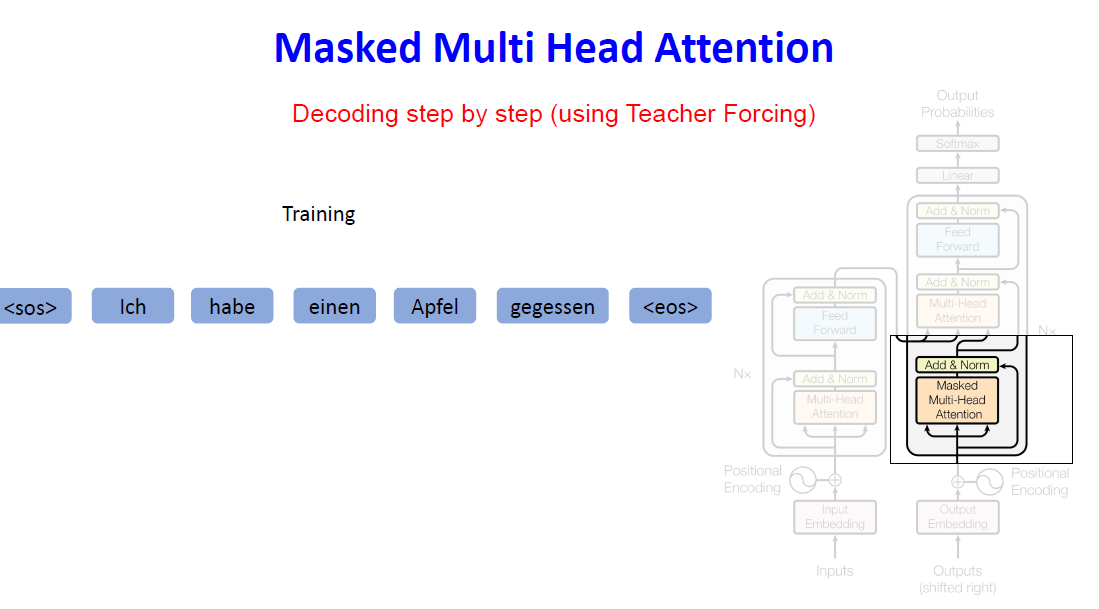 Masked Multi Head Attention
Decoding step by step (using Teacher Forcing)
Training
<sos> Ich habe einen Apfel gegessen <eos>
Output
Probabilities
Softmax
Linear
Add & Norm
Feed
Forward
Add & Norm
Multi-Head
Attention
Nx
Add & Norm
Masked
Multi-Head
Attention
Positional
Encoding
Output
Embedding
Outputs
(shifted right)
Add & Norm
Feed
Forward
Nx
Add & Norm
Multi-Head
Attention
Positional
Encoding
Input
Embedding
Inputs